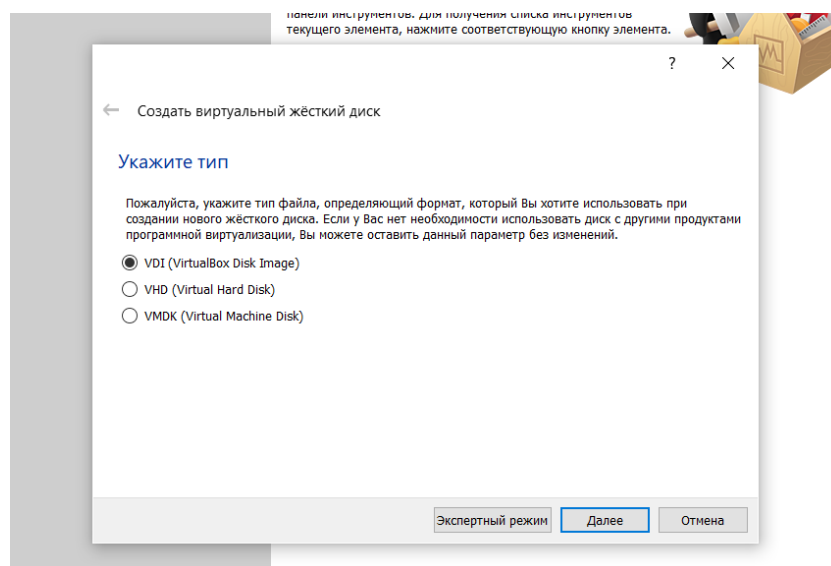 панели инструментов. Для получения списка инструментов
текущего элемента, нажмите соответствующую кнопку элемента.
?
Создать виртуальный жёсткий диск
Укажите тип
Пожалуйста, укажите тип файла, определяющий формат, который Вы хотите использовать при
создании нового жёсткого диска. Если у Вас нет необходимости использовать диск с другими продуктами
программной виртуализации, Вы можете оставить данный параметр без изменений.
VDI (VirtualBox Disk Image)
VHD (Virtual Hard Disk)
VMDK (Virtual Machine Disk)
Экспертный режим Далее Отмена